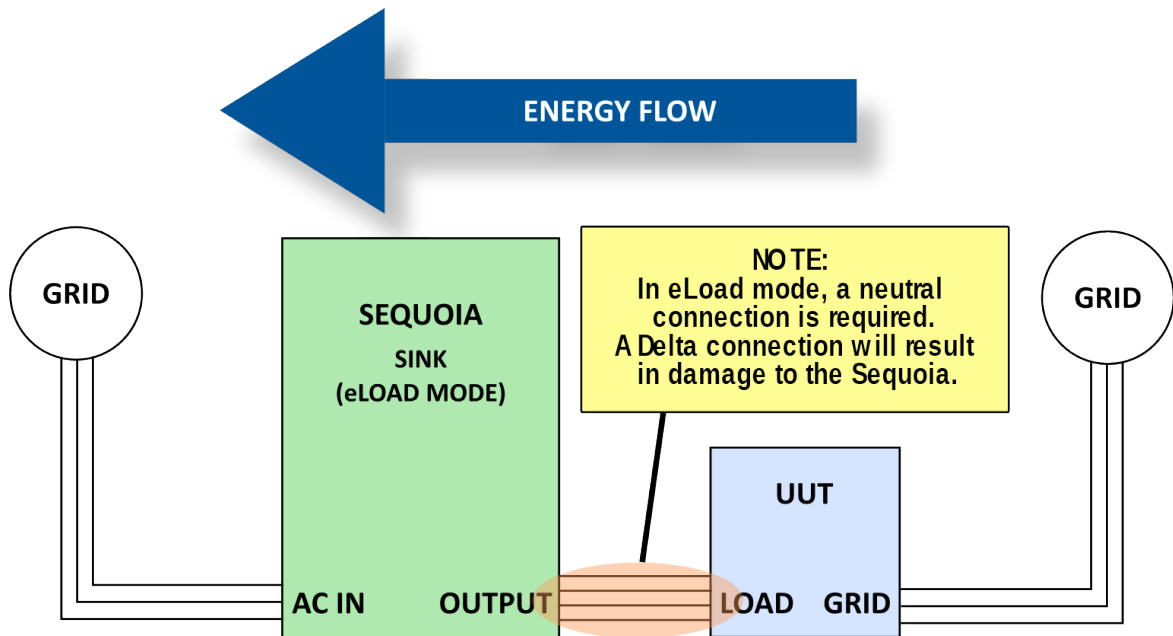 ENERGY FLOW
GRID
SEQUOIA
SINK
(eLOAD MODE)
NOTE:
In eLoad mode, a neutral
connection is required.
A Delta connection will result
in damage to the Sequoia.
GRID
UUT
AC IN
OUTPUT
LOAD
GRID